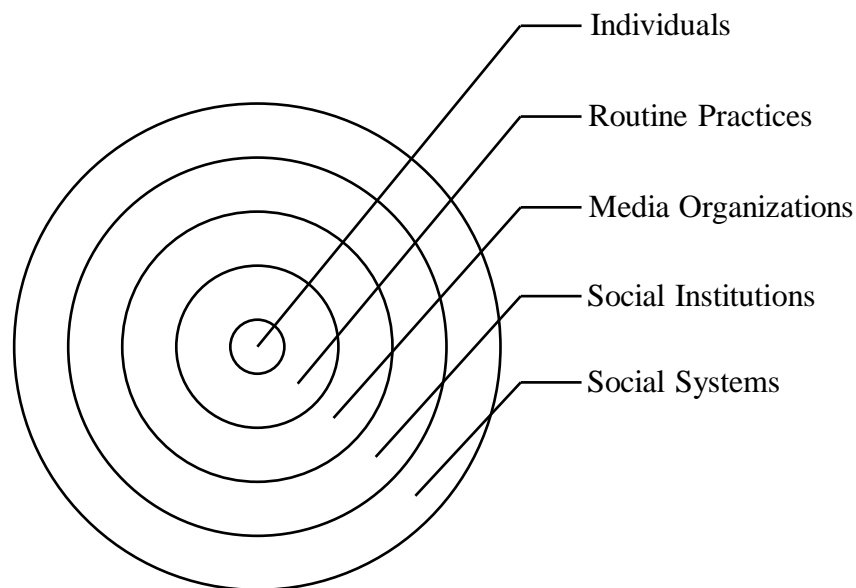 Individuals
Routine Practices
Media Organizations
Social Institutions
Social Systems